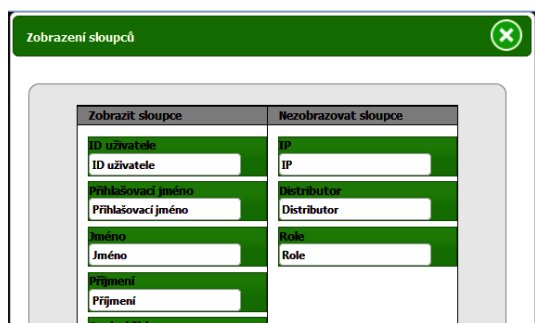 Zobrazení sloupců
Zobrazit sloupce
Nezobrazovat sloupce
ID uživatele
ID uživatele
Přihlašovací jméno
Přihlašovací jméno
Jméno
Jméno
Příjmení
Příjmení
IP
IP
Distributor
Distributor
Role
Role